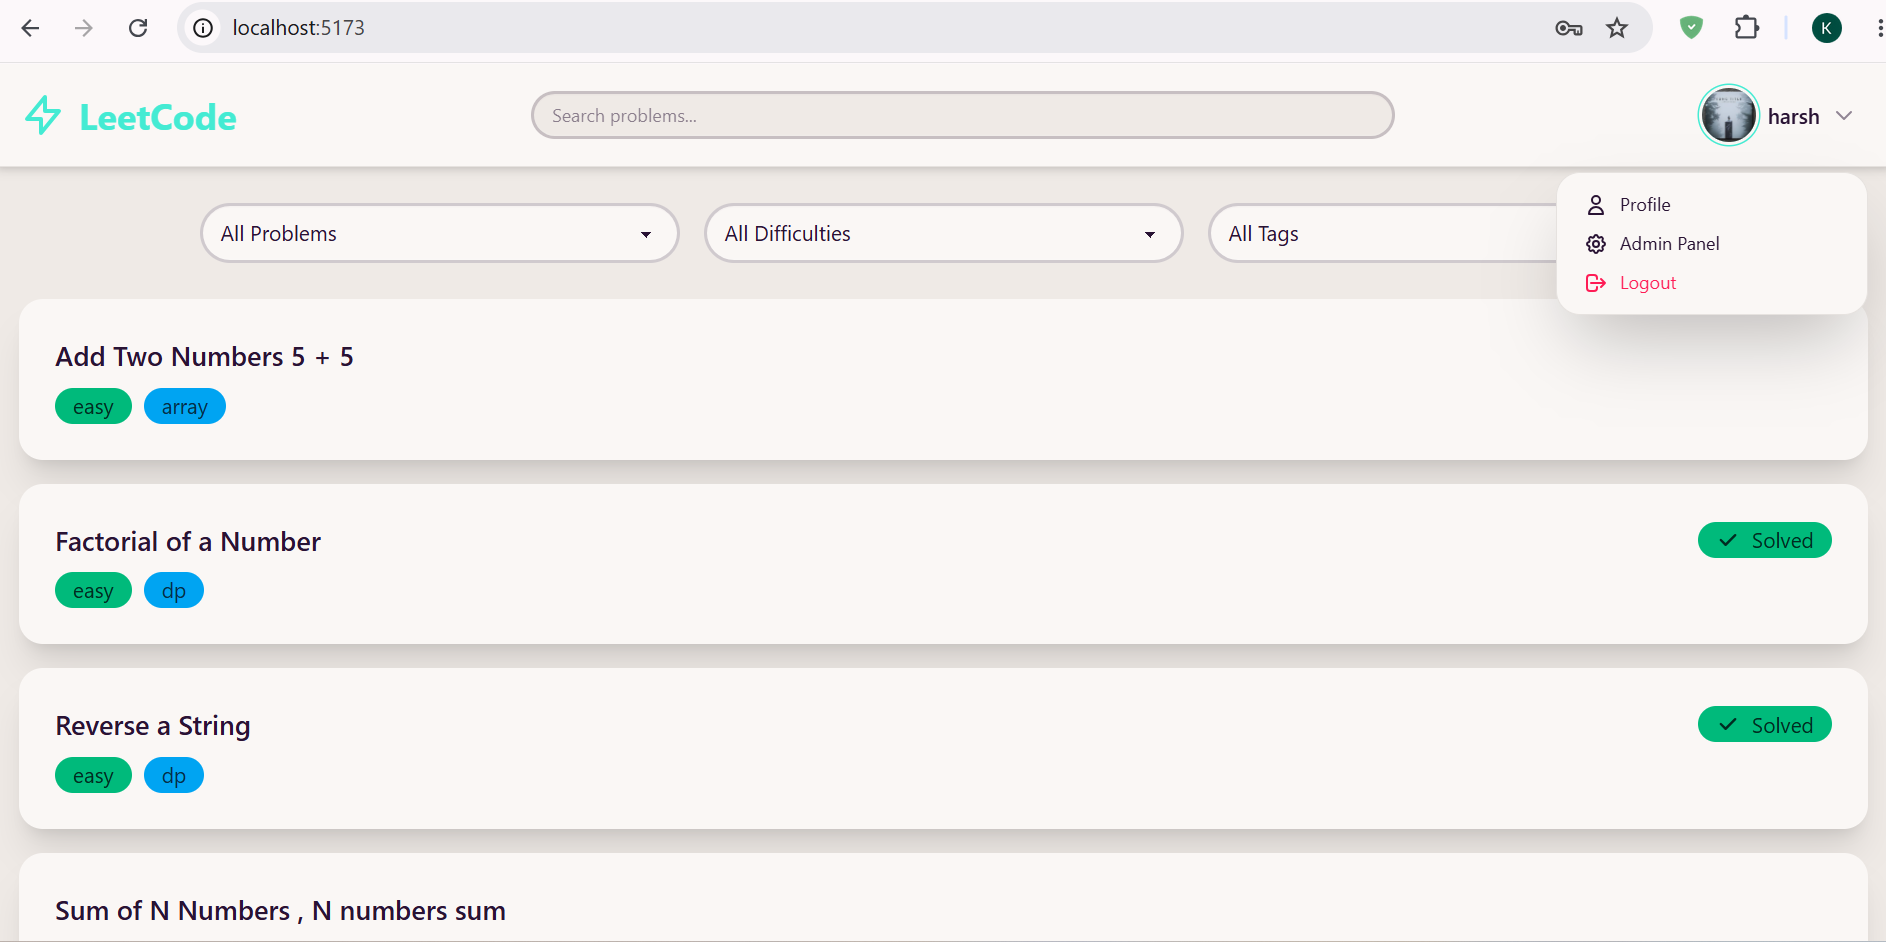 localhost:5173
K
LeetCode
Search problems...
harsh
Profile
Admin Panel
Logout
All Problems
All Difficulties
All Tags
Add Two Numbers 5 + 5
easy array
Factorial of a Number
Solved
easy dp
Reverse a String
Solved
easy dp
Sum of N Numbers , N numbers sum